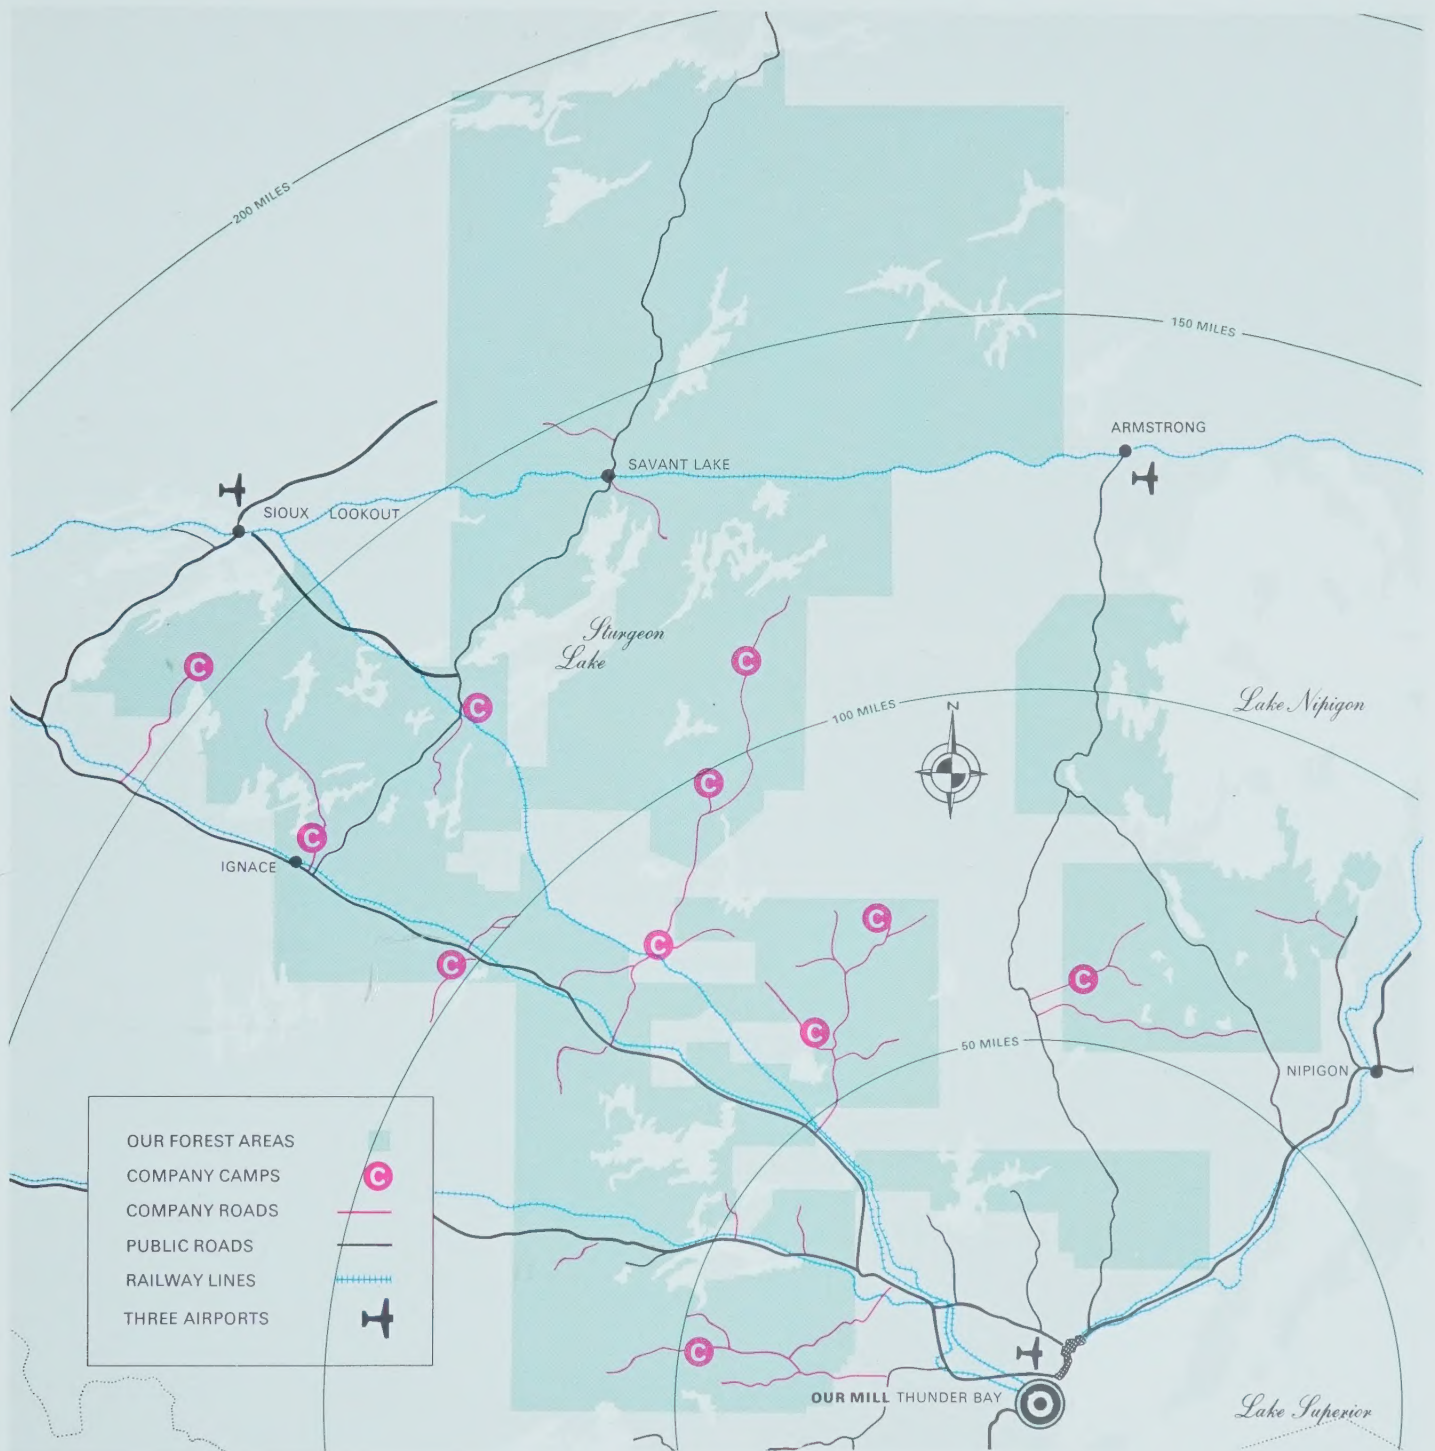 200 MILES
150 MILES
ARMSTRONG
SAVANT LAKE
SIOUX LOOKOUT
Sturgeon
Lake
C
C
C
100 MILES
N
Lake Nipigon
C
C
IGNACE
C
C
C
C
C
50 MILES
NIPIGON
OUR FOREST AREAS
COMPANY CAMPS C
COMPANY ROADS
PUBLIC ROADS
RAILWAY LINES
THREE AIRPORTS
C
OUR MILL THUNDER BAY
Lake Superior